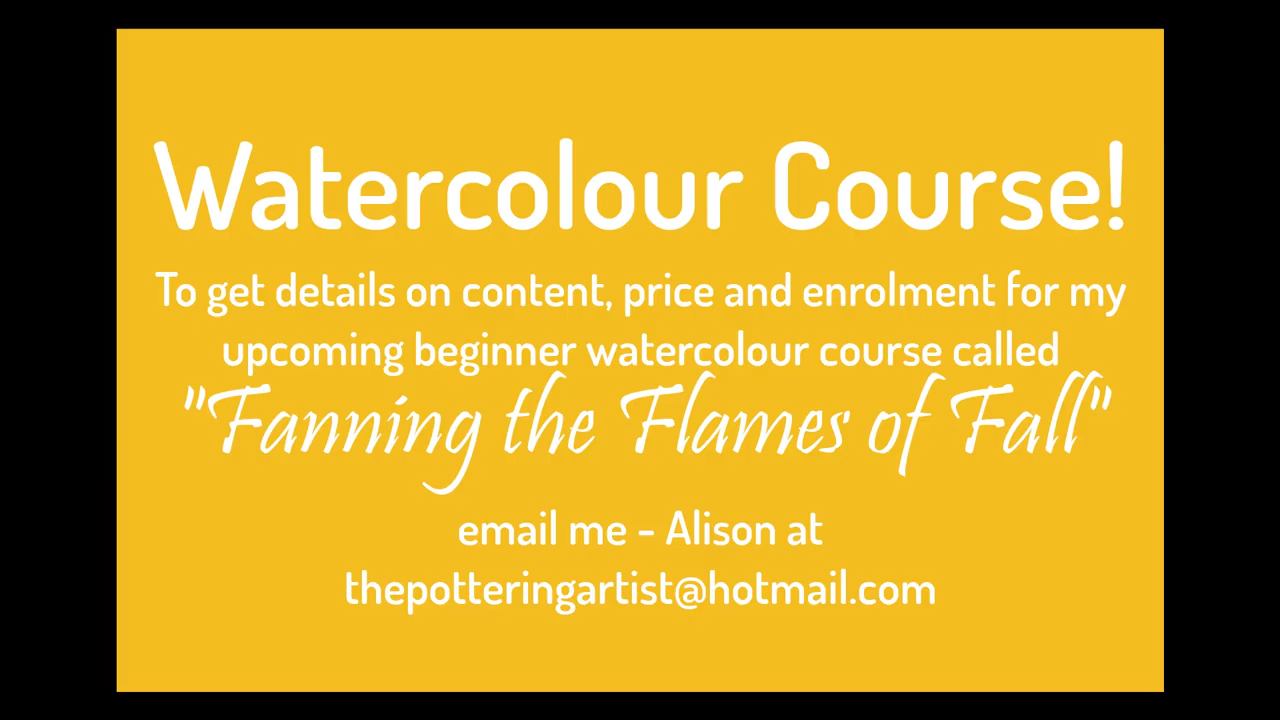 Watercolour Course!
To get details on content, price and enrolment for my
upcoming beginner watercolour course called
"Fanning the Flames of Fall"
email me - Alison at
thepotteringartist@hotmail.com